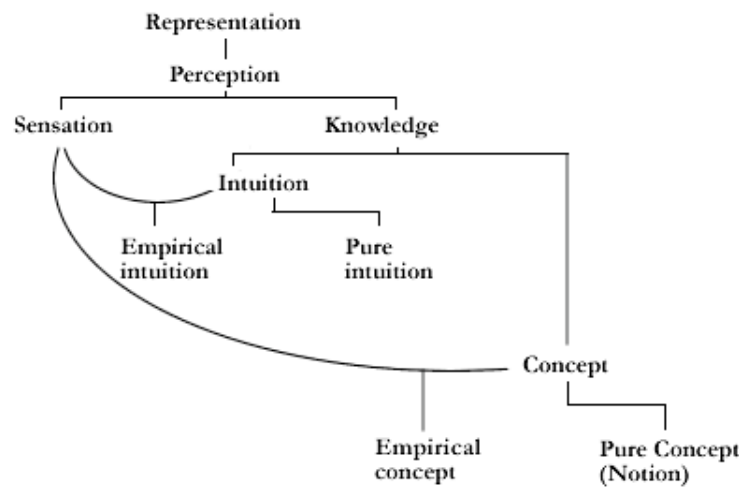 Representation
Perception
Sensation
Knowledge
Intuition
Empirical
intuition
Pure
intuition
Concept
Empirical
concept
Pure Concept
(Notion)